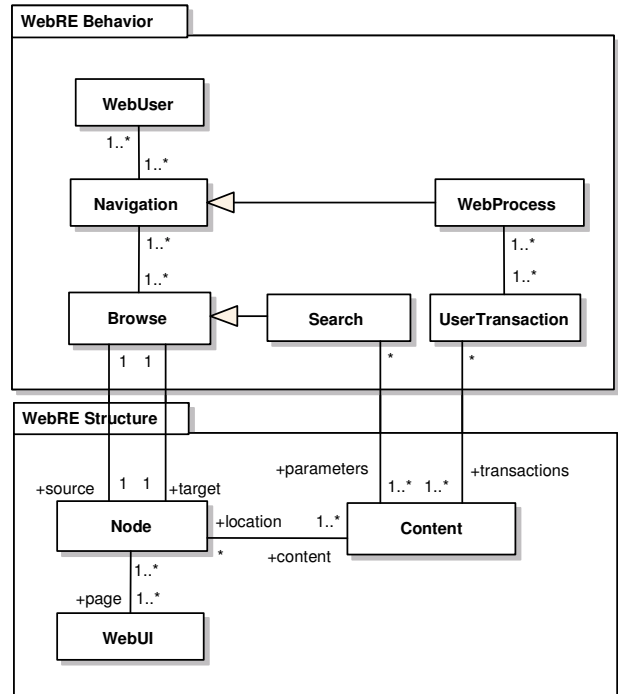 WebRE Behavior
WebUser
1..*
1..*
Navigation
WebProcess
1..*
1..*
1..*
1..*
Browse
Search
UserTransaction
1 1
*
*
WebRE Structure
+parameters
+transactions
+source 1 1 +target
1..* 1..*
Node
+location 1..*
Content
* +content
1..*
+page 1..*
WebUI